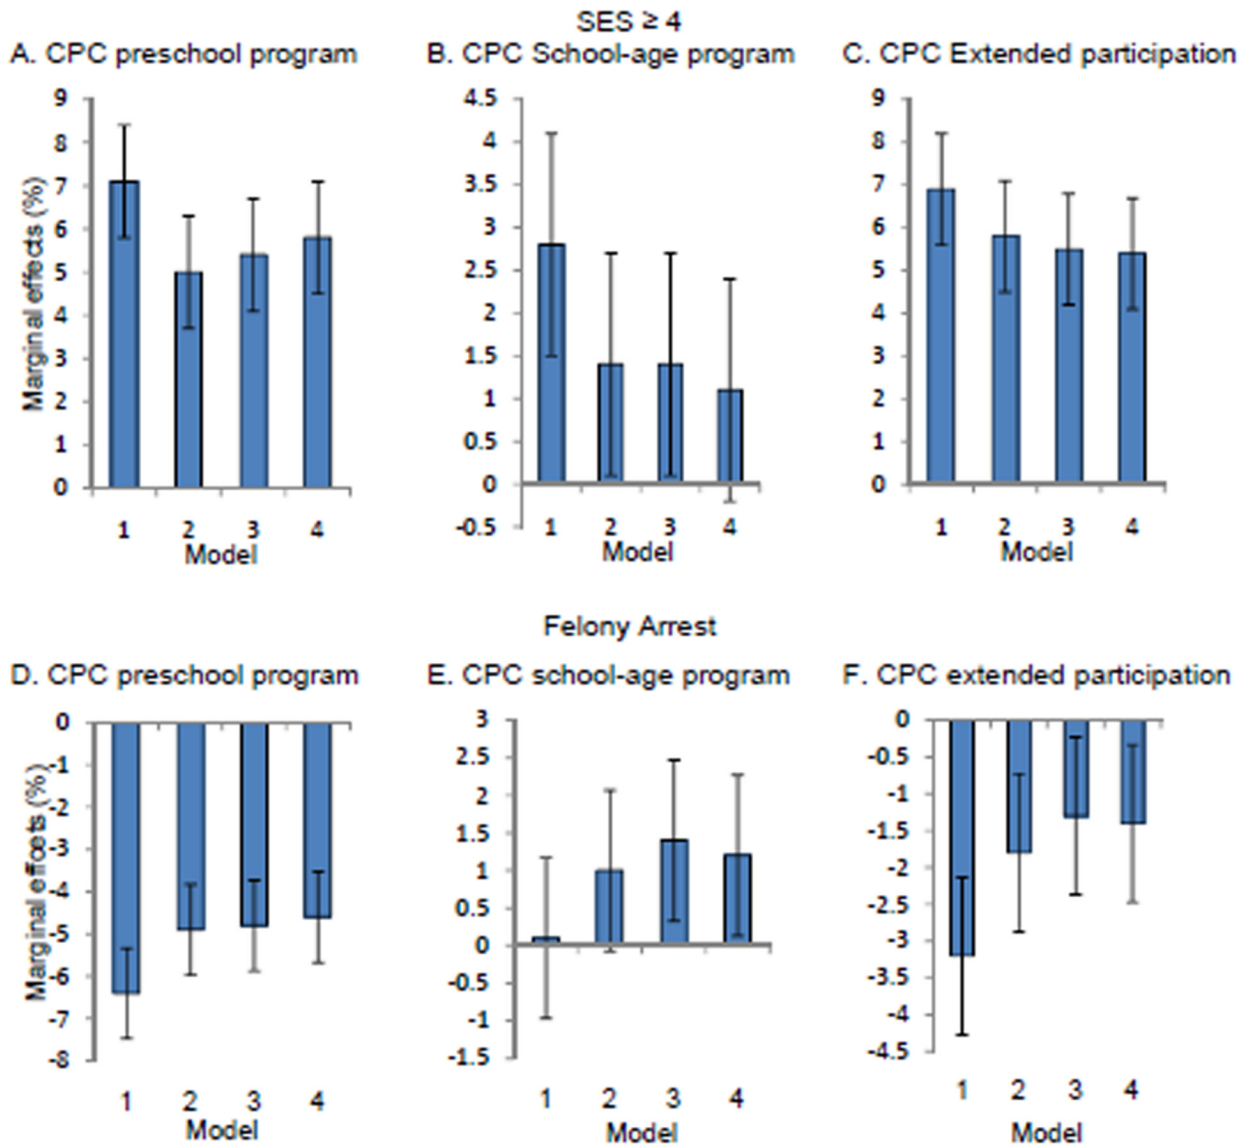 SES ≥ 4
A. CPC preschool program
B. CPC School-age program
C. CPC Extended participation
Marginal effects (%)
9
8
7
6
5
4
3
2
1
0
1 2 3 4
Model
4.5
4
3.5
3
2.5
2
1.5
1
0.5
0
-0.5
1 2 3 4
Model
9
8
7
6
5
4
3
2
1
0
1 2 3 4
Model
Felony Arrest
D. CPC preschool program
E. CPC school-age program
F. CPC extended participation
Marginal effcets (%)
0
-1
-2
-3
-4
-5
-6
-7
-8
1 2 3 4
Model
3
2.5
2
1.5
1
0.5
0
-0.5
-1
-1.5
1 2 3 4
Model
0
-0.5
-1
-1.5
-2
-2.5
-3
-3.5
-4
-4.5
1 2 3 4
Model